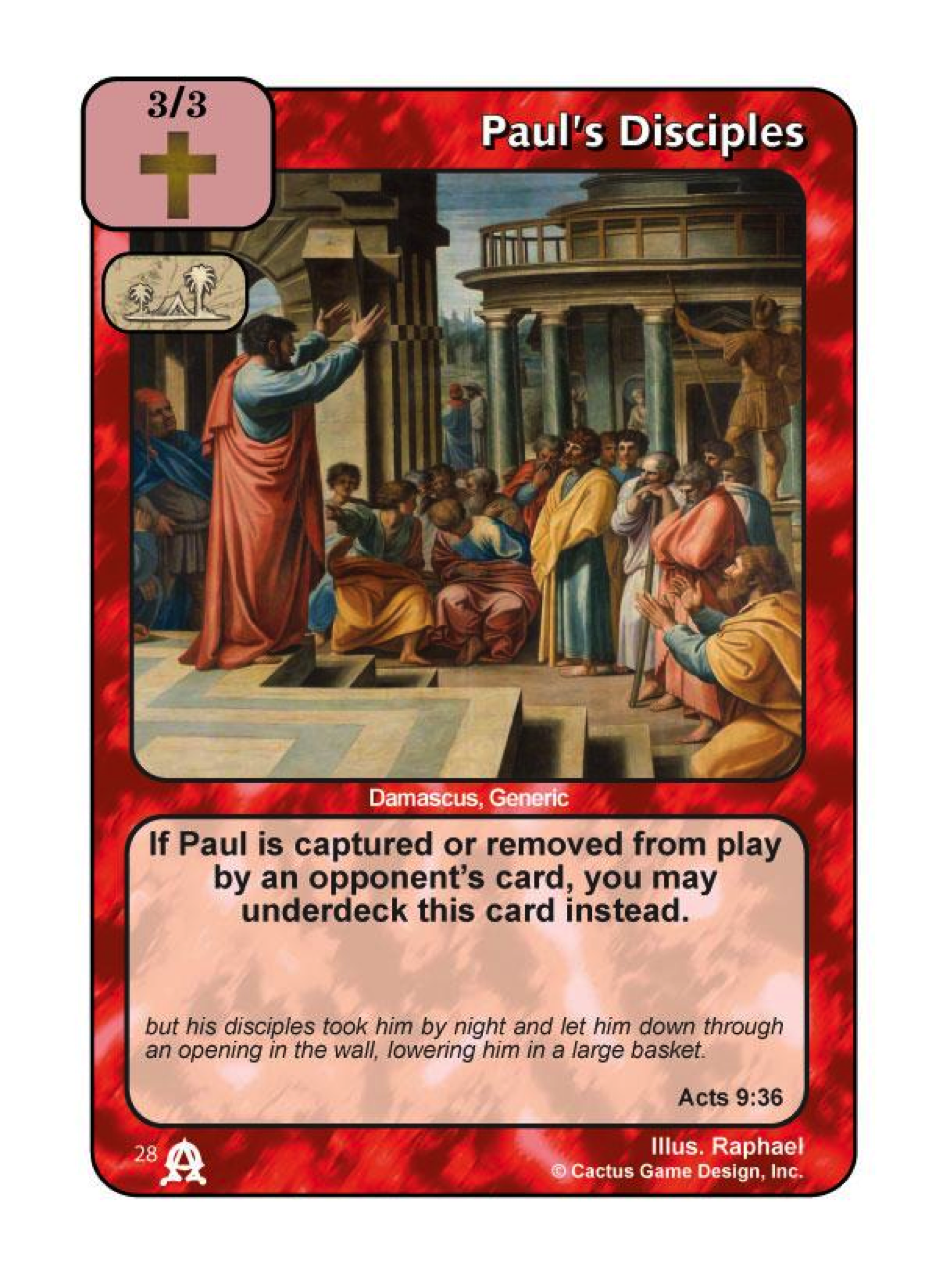 3/3
Paul's Disciples
Damascus, Generic
If Paul is captured or removed from play
by an opponent's card, you may
underdeck this card instead.
but his disciples took him by night and let him down through
an opening in the wall, lowering him in a large basket.
Acts 9:36
28
Illus. Raphael
© Cactus Game Design, Inc.